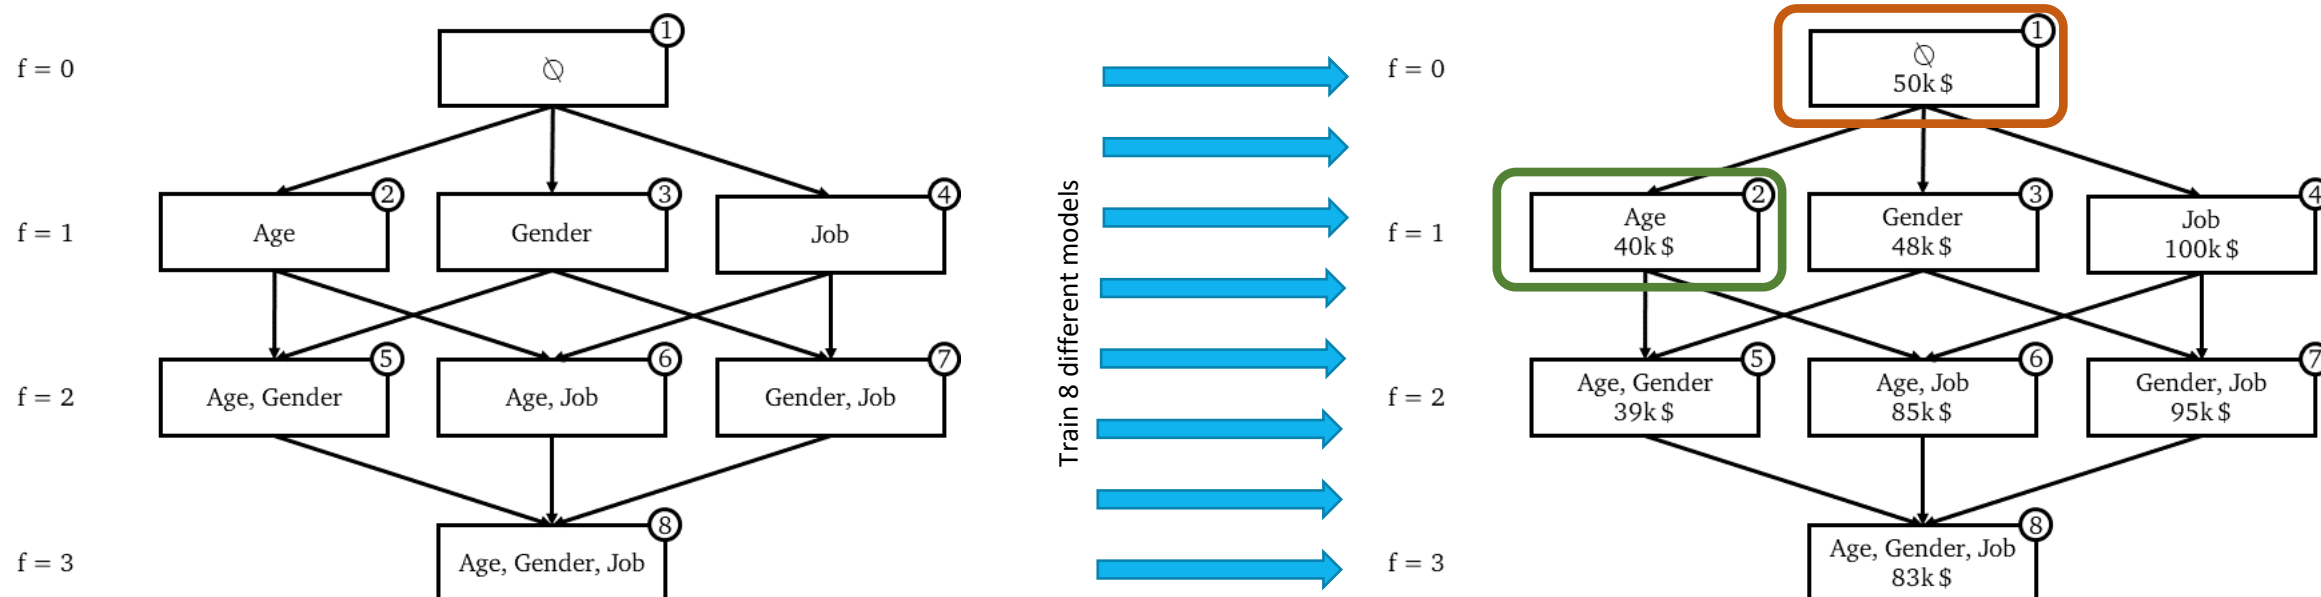 f = 0
①
∅
f = 1
②
Age
③
Gender
④
Job
f = 2
⑤
Age, Gender
⑥
Age, Job
⑦
Gender, Job
f = 3
⑧
Age, Gender, Job
Train 8 different models
f = 0
①
∅
50k $
f = 1
②
Age
40k $
③
Gender
48k $
④
Job
100k $
f = 2
⑤
Age, Gender
39k $
⑥
Age, Job
85k $
⑦
Gender, Job
95k $
f = 3
⑧
Age, Gender, Job
83k $